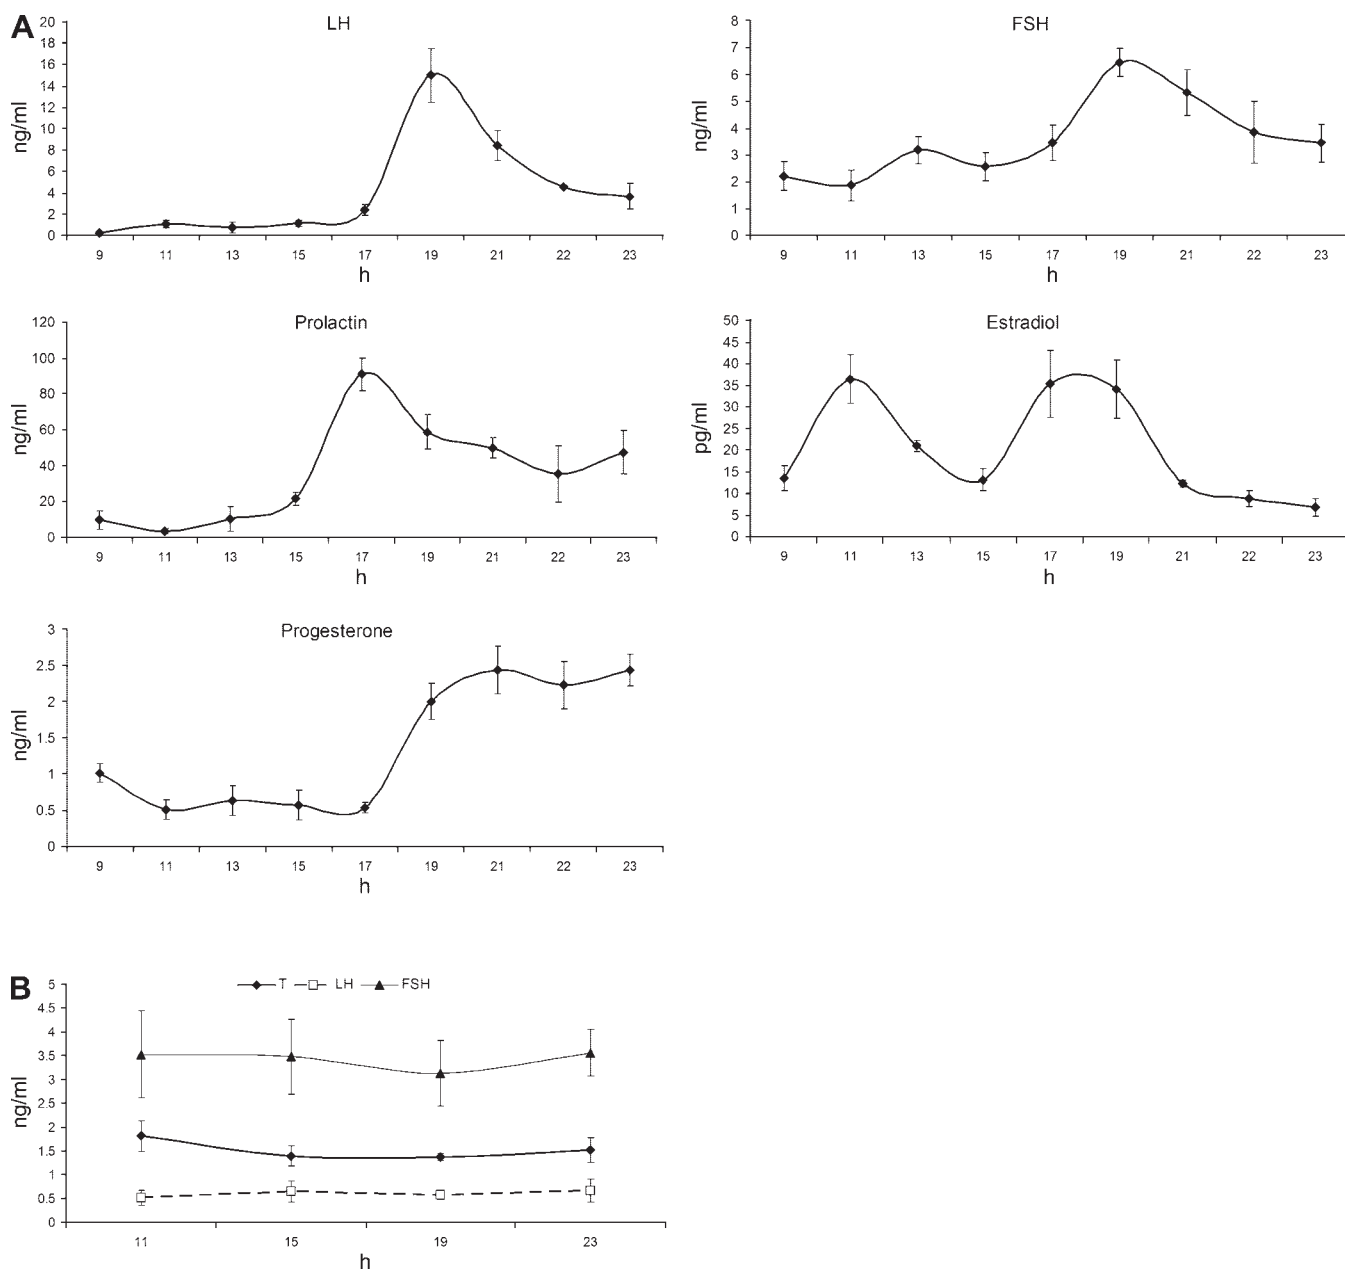 A
LH
ng/ml
20
18
16
14
12
10
8
6
4
2
0
9 11 13 15 17 19 21 22 23
h
FSH
ng/ml
8
7
6
5
4
3
2
1
0
9 11 13 15 17 19 21 22 23
h
Prolactin
ng/ml
120
100
80
60
40
20
0
9 11 13 15 17 19 21 22 23
h
Estradiol
pg/ml
50
45
40
35
30
25
20
15
10
5
0
9 11 13 15 17 19 21 22 23
h
Progesterone
ng/ml
3
2.5
2
1.5
1
0.5
0
9 11 13 15 17 19 21 22 23
h
B
T LH FSH
ng/ml
5
4.5
4
3.5
3
2.5
2
1.5
1
0.5
0
11 15 19 23
h